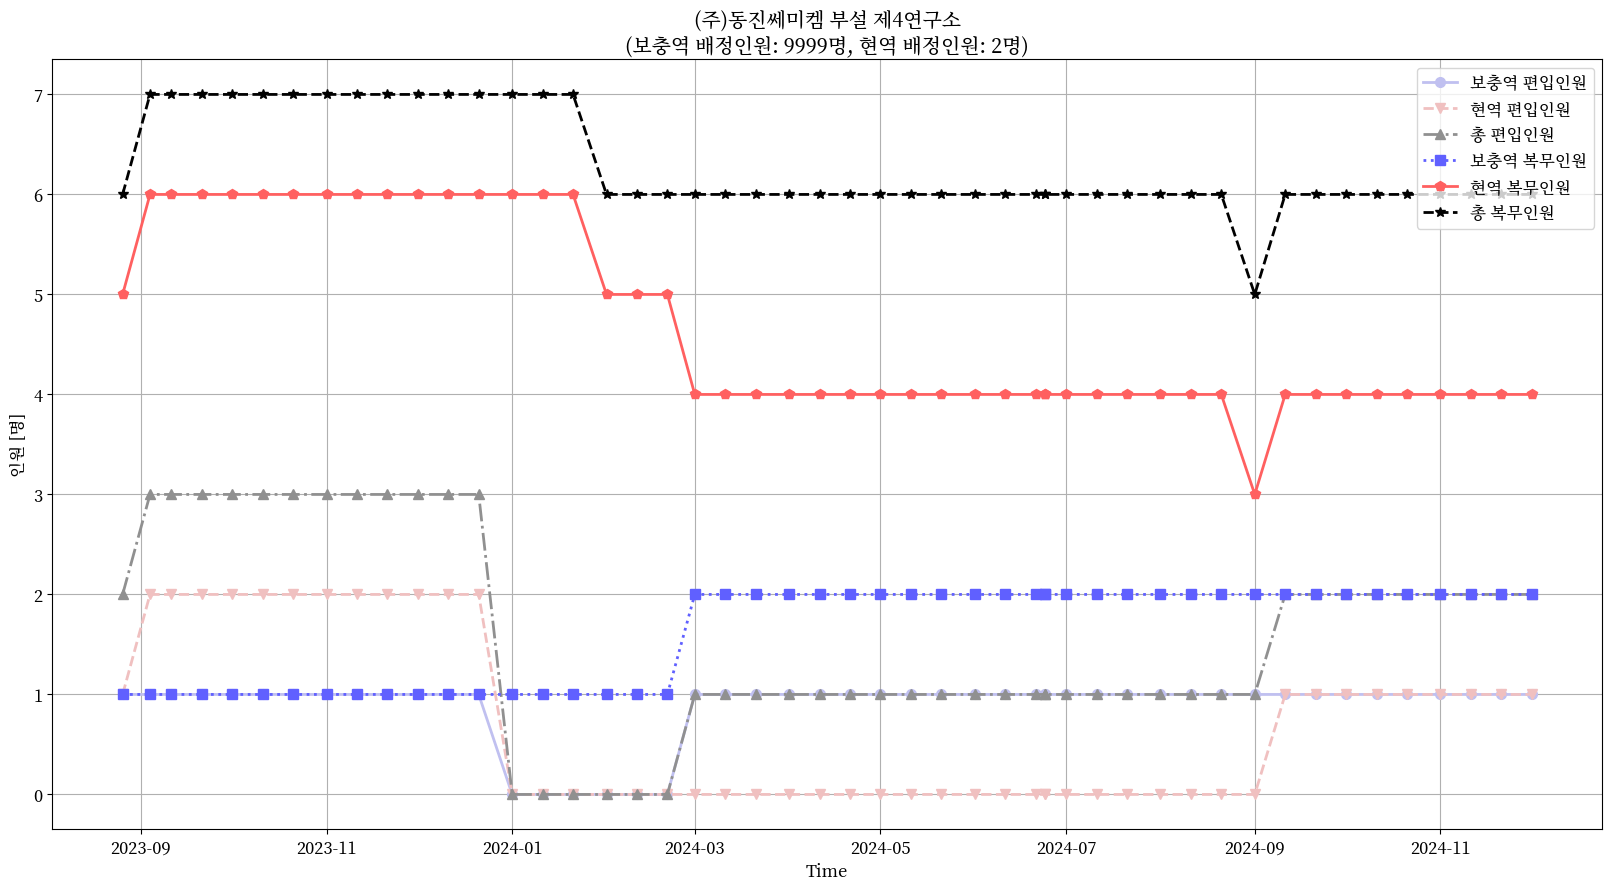 (주)동진쎄미켐 부설 제4연구소
(보충역 배정인원: 9999명, 현역 배정인원: 2명)
보충역 편입인원
현역 편입인원
총 편입인원
보충역 복무인원
현역 복무인원
총 복무인원
인원 [명]
7
6
5
4
3
2
1
0
2023-09
2023-11
2024-01
2024-03
2024-05
2024-07
2024-09
2024-11
Time